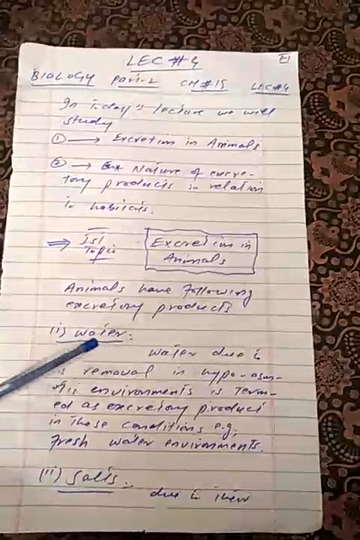 LEC #4
BIOLOGY Part-2 CH #15 LEC#4
In today's lecture we will
study
① → Excretion in Animals
② → Nature of excre-
tory products in relation
to habitats.
⇒ 1st
Topic
Excretion in
Animals
Animals have following
excretory products
(i) Water:
Water due to
is removal in hypo-osm-
otic environments is term-
ed as excretory product
in these conditions e.g,
fresh water environments.
(ii) Salts:
due to their